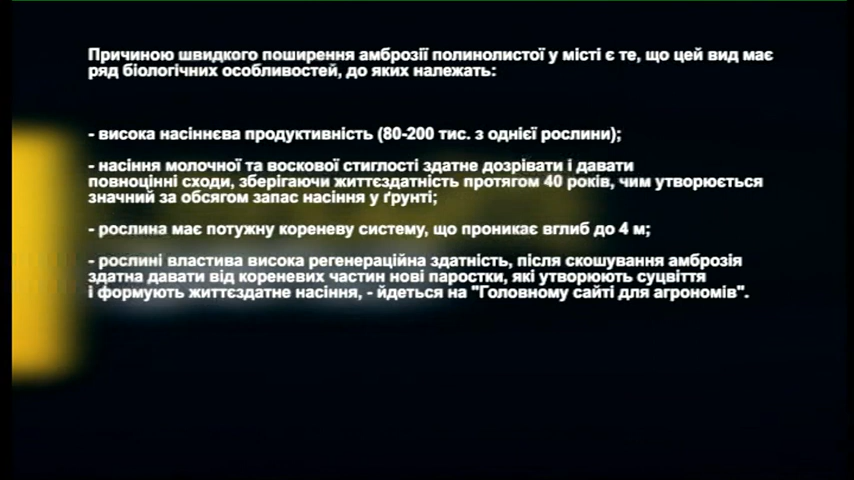 Причиною швидкого поширення амброзії полинолистої у місті є те, що цей вид має
ряд біологічних особливостей, до яких належать:
- висока насіннєва продуктивність (80-200 тис. з однієї рослини);
- насіння молочної та воскової стиглості здатне дозрівати і давати
повноцінні сходи, зберігаючи життєздатність протягом 40 років, чим утворюється
значний за обсягом запас насіння у ґрунті;
- рослина має потужну кореневу систему, що проникає вглиб до 4 м;
- рослині властива висока регенераційна здатність, після скошування амброзія
здатна давати від кореневих частин нові паростки, які утворюють суцвіття
і формують життєздатне насіння, - йдеться на "Головному сайті для агрономів".